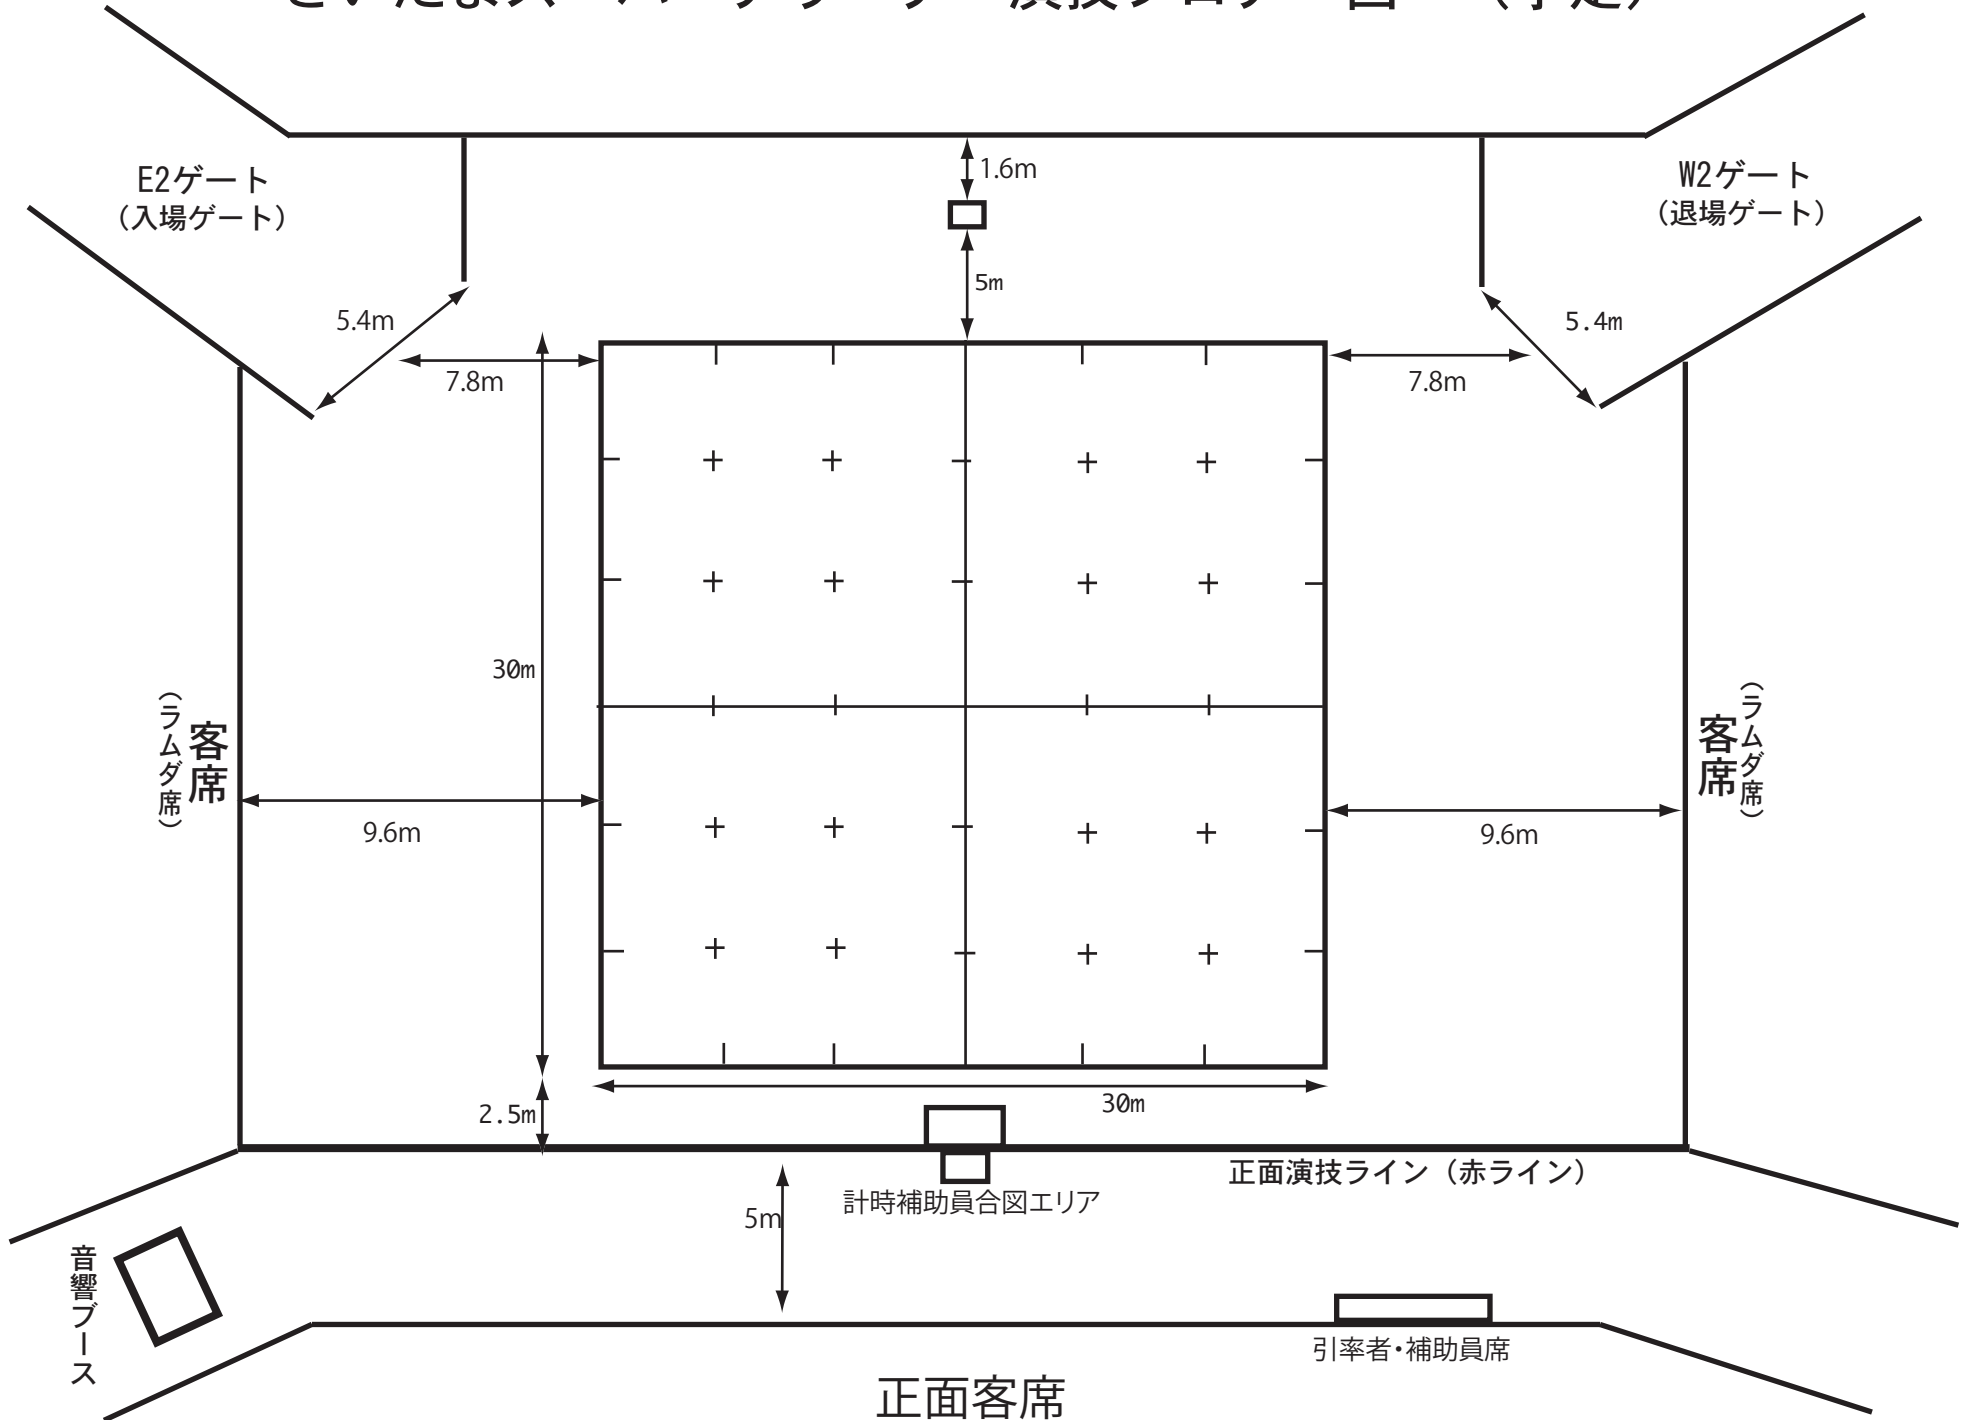 E2ゲート
（入場ゲート）
W2ゲート
（退場ゲート）
1.6m
5m
5.4m
5.4m
7.8m
7.8m
30m
（ラムダ席）
客席
客席
（ラムダ席）
9.6m
9.6m
30m
2.5m
正面演技ライン（赤ライン）
計時補助員合図エリア
5m
音響ブース
引率者・補助員席
正面客席